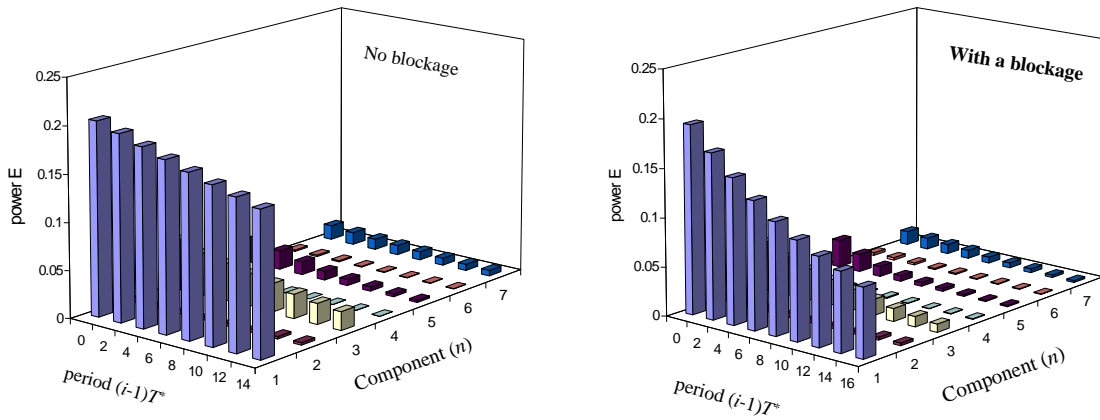 No blockage
0.25
0.2
0.15
0.1
0.05
0
power E
0 2 4 6 8 10 12 14
period (i-1)T*
1 2 3 4 5 6 7
Component (n)
With a blockage
0.25
0.2
0.15
0.1
0.05
0
power E
0 2 4 6 8 10 12 14 16
period (i-1)T*
1 2 3 4 5 6 7
Component (n)